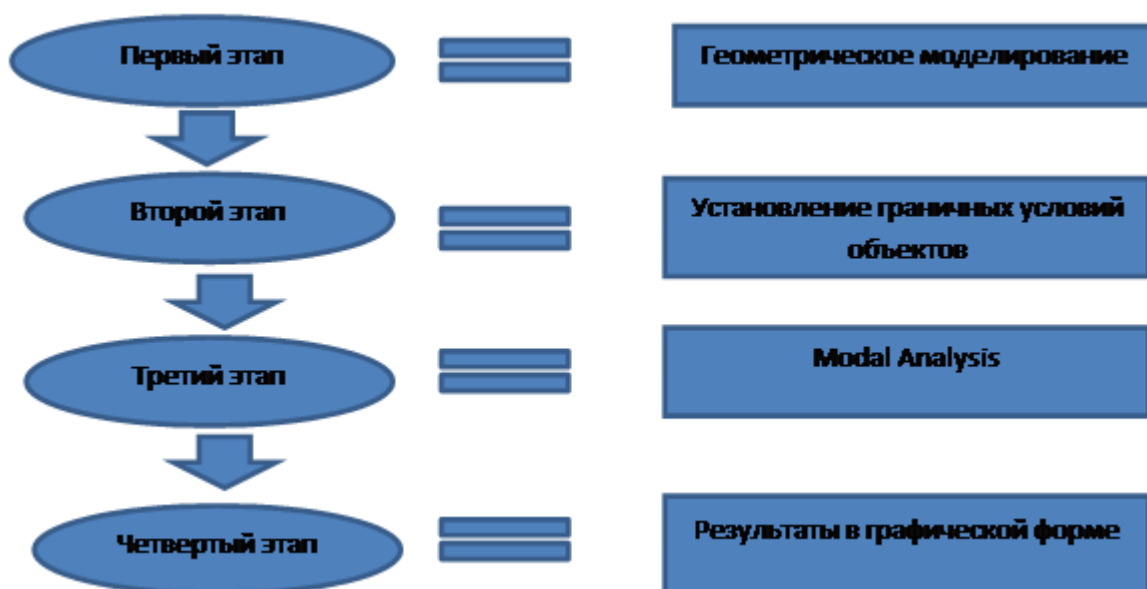 Первый этап
Геометрическое моделирование
Второй этап
Установление граничных условий
объектов
Третий этап
Modal Analysis
Четвертый этап
Результаты в графической форме